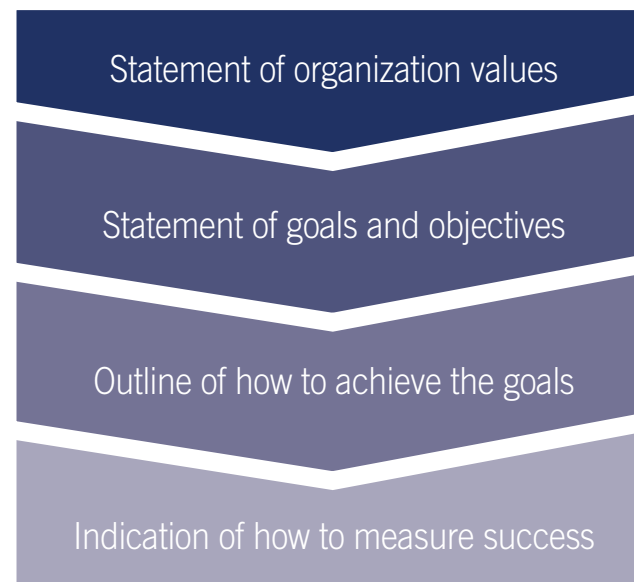 Statement of organization values
Statement of goals and objectives
Outline of how to achieve the goals
Indication of how to measure success